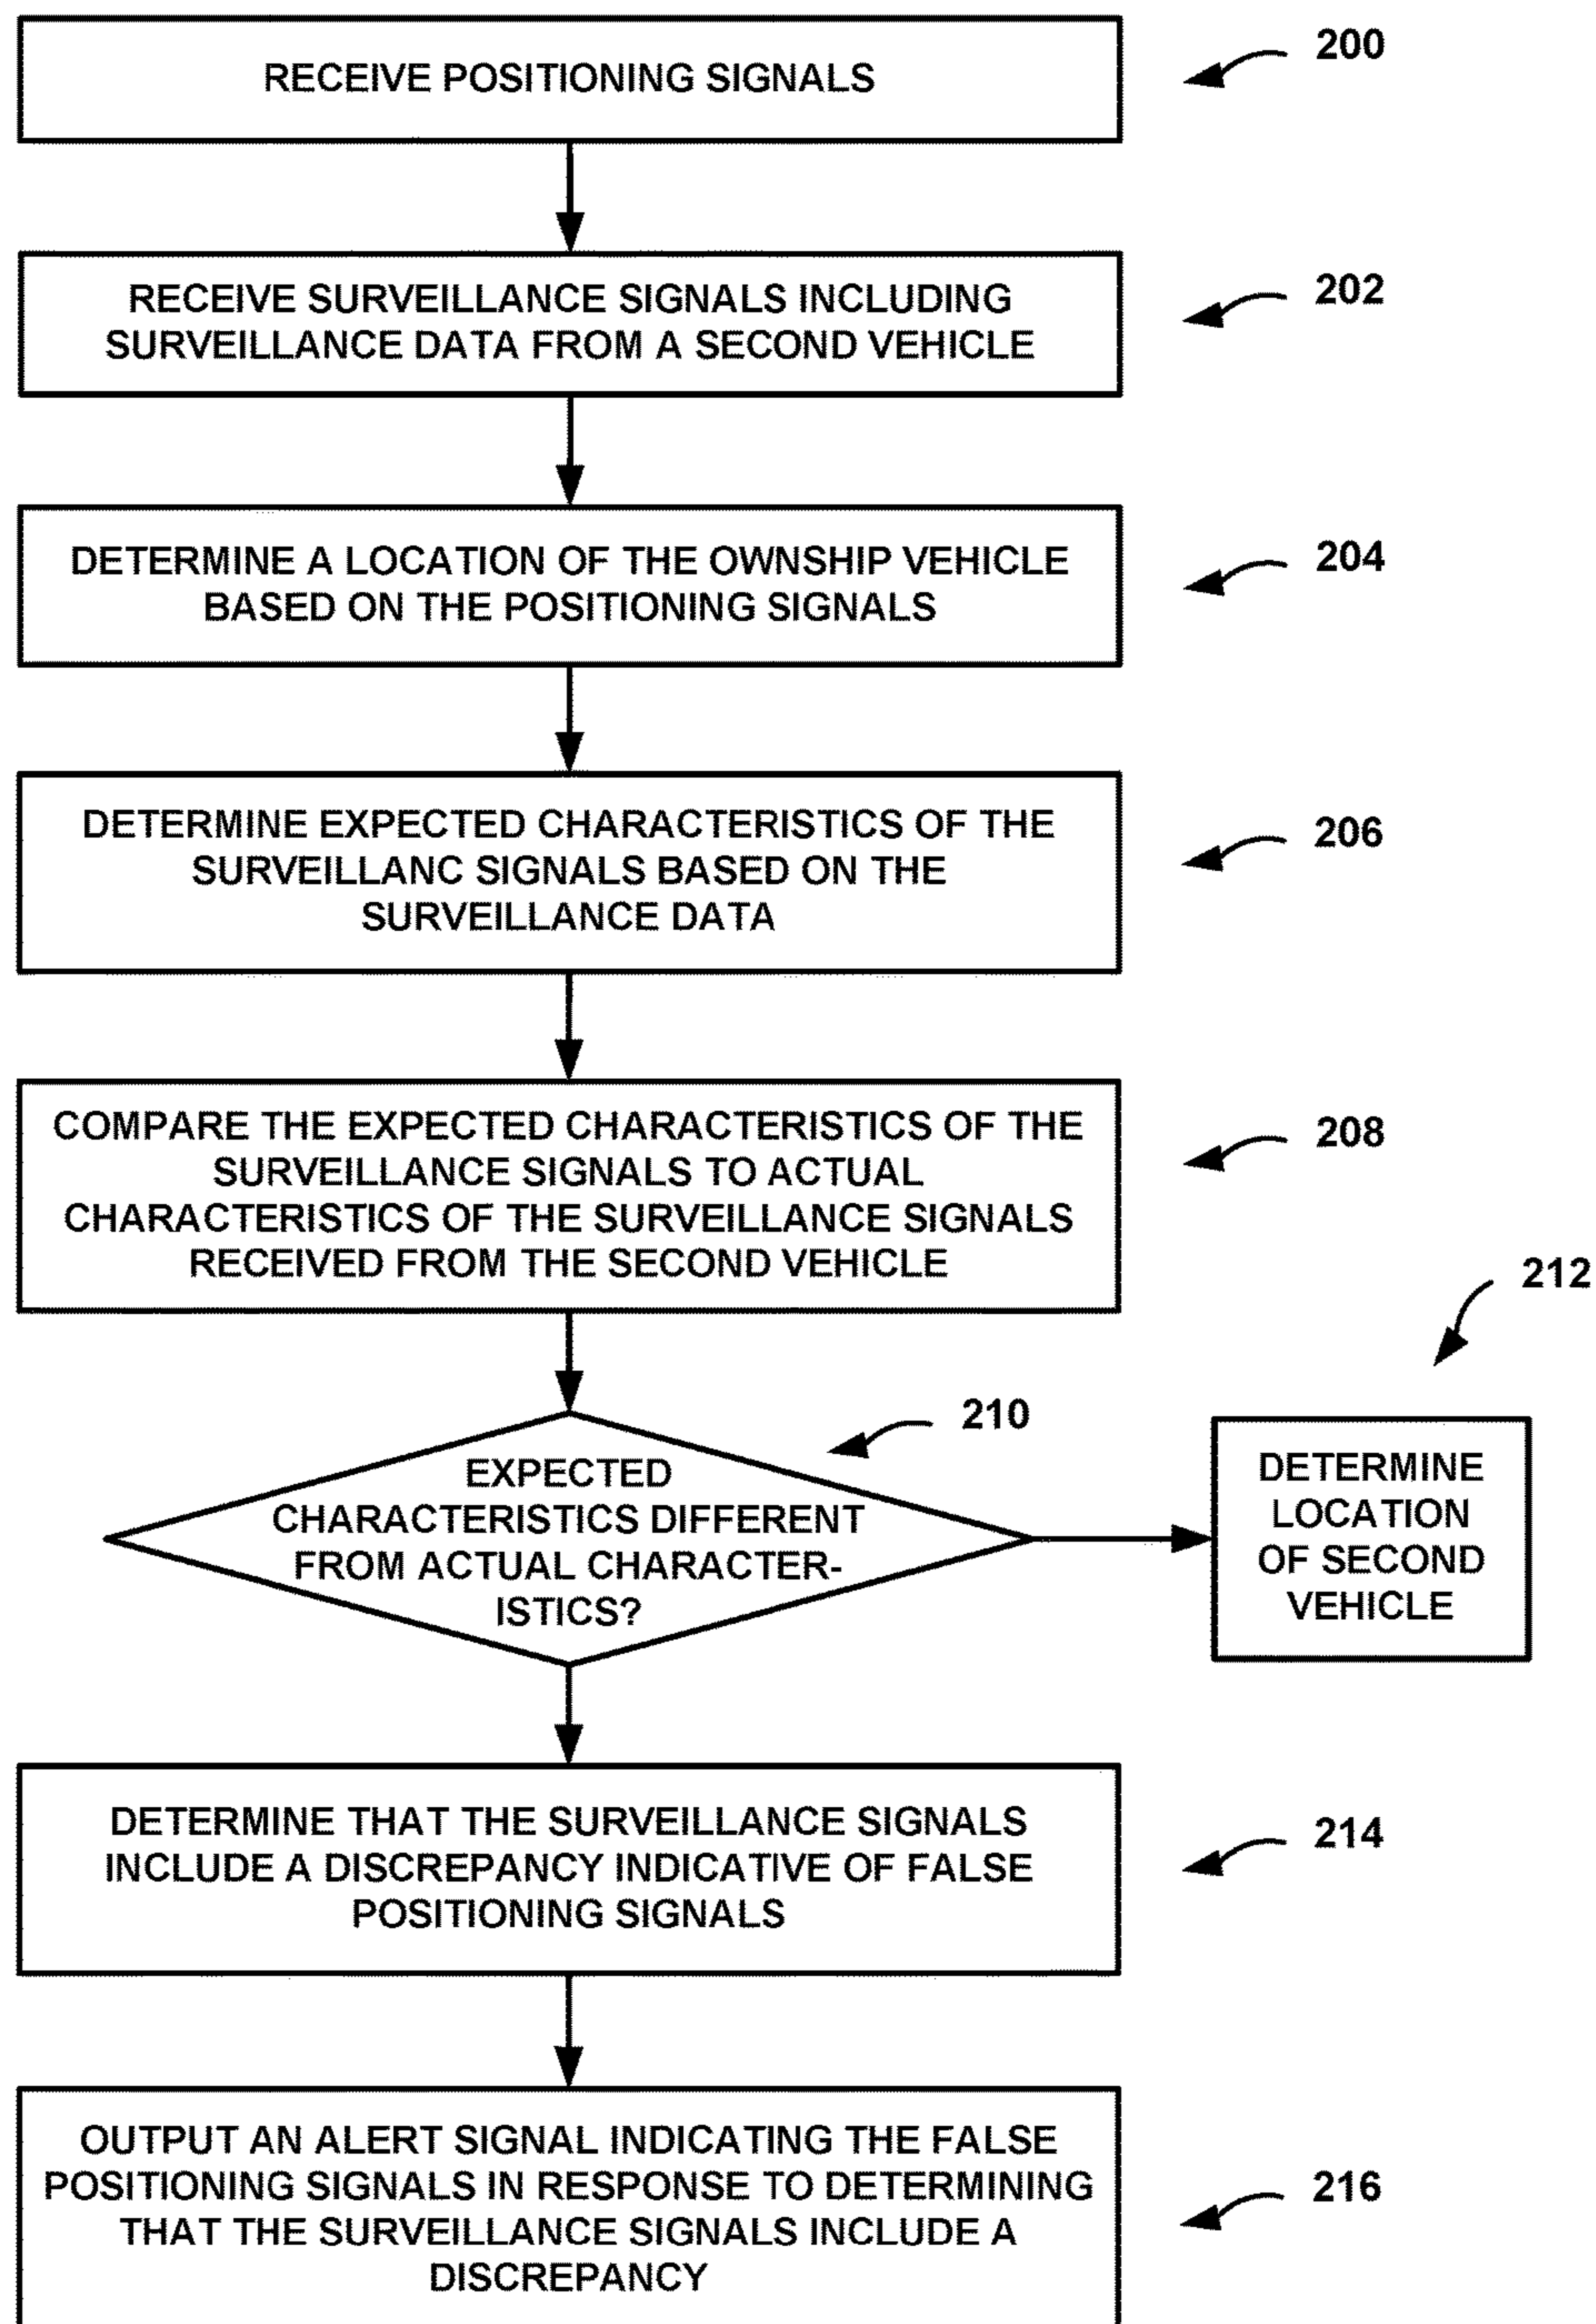 RECEIVE POSITIONING SIGNALS
200
RECEIVE SURVEILLANCE SIGNALS INCLUDING
SURVEILLANCE DATA FROM A SECOND VEHICLE
202
DETERMINE A LOCATION OF THE OWNSHIP VEHICLE
BASED ON THE POSITIONING SIGNALS
204
DETERMINE EXPECTED CHARACTERISTICS OF THE
SURVEILLANC SIGNALS BASED ON THE
SURVEILLANCE DATA
206
COMPARE THE EXPECTED CHARACTERISTICS OF THE
SURVEILLANCE SIGNALS TO ACTUAL
CHARACTERISTICS OF THE SURVEILLANCE SIGNALS
RECEIVED FROM THE SECOND VEHICLE
208
EXPECTED
CHARACTERISTICS DIFFERENT
FROM ACTUAL CHARACTER-
ISTICS?
210
DETERMINE
LOCATION
OF SECOND
VEHICLE
212
DETERMINE THAT THE SURVEILLANCE SIGNALS
INCLUDE A DISCREPANCY INDICATIVE OF FALSE
POSITIONING SIGNALS
214
OUTPUT AN ALERT SIGNAL INDICATING THE FALSE
POSITIONING SIGNALS IN RESPONSE TO DETERMINING
THAT THE SURVEILLANCE SIGNALS INCLUDE A
DISCREPANCY
216